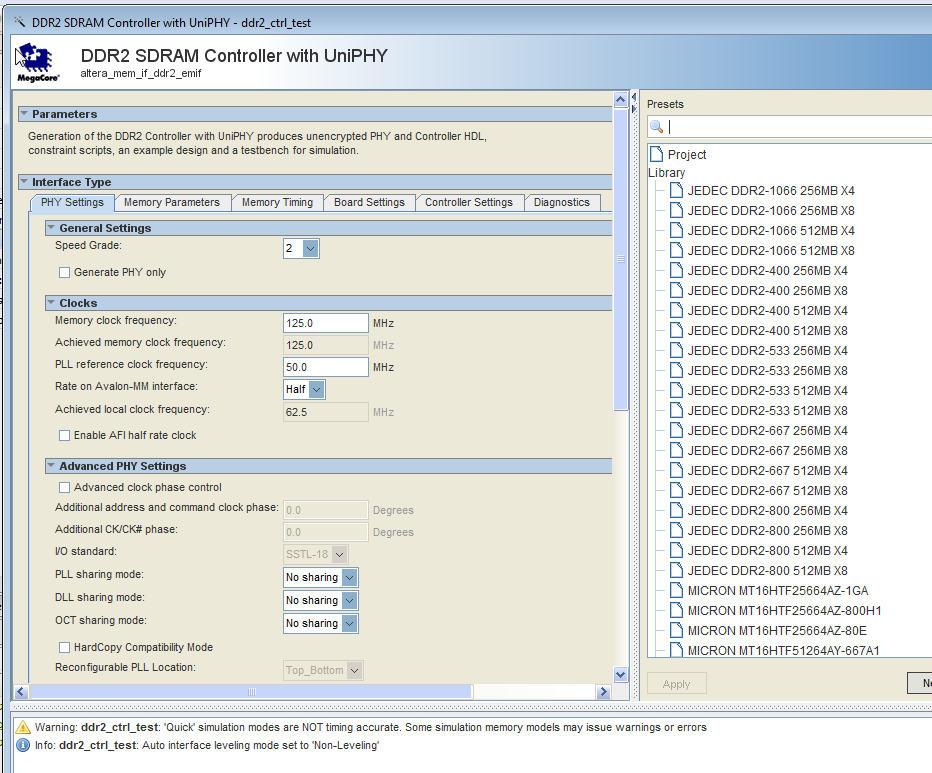 DDR2 SDRAM Controller with UniPHY - ddr2_ctrl_test
MegaCore®
DDR2 SDRAM Controller with UniPHY
altera_mem_if_ddr2_emif
Parameters
Generation of the DDR2 Controller with UniPHY produces unencrypted PHY and Controller HDL,
constraint scripts, an example design and a testbench for simulation.
Interface Type
PHY Settings Memory Parameters Memory Timing Board Settings Controller Settings Diagnostics
General Settings
Speed Grade: 2
Generate PHY only
Clocks
Memory clock frequency: 125.0 MHz
Achieved memory clock frequency: 125.0 MHz
PLL reference clock frequency: 50.0 MHz
Rate on Avalon-MM interface: Half
Achieved local clock frequency: 62.5 MHz
Enable AFI half rate clock
Advanced PHY Settings
Advanced clock phase control
Additional address and command clock phase: 0.0 Degrees
Additional CK/CK# phase: 0.0 Degrees
I/O standard: SSTL-18
PLL sharing mode: No sharing
DLL sharing mode: No sharing
OCT sharing mode: No sharing
HardCopy Compatibility Mode
Reconfigurable PLL Location: Top_Bottom
Presets
Project
Library
JEDEC DDR2-1066 256MB X4
JEDEC DDR2-1066 256MB X8
JEDEC DDR2-1066 512MB X4
JEDEC DDR2-1066 512MB X8
JEDEC DDR2-400 256MB X4
JEDEC DDR2-400 256MB X8
JEDEC DDR2-400 512MB X4
JEDEC DDR2-400 512MB X8
JEDEC DDR2-533 256MB X4
JEDEC DDR2-533 256MB X8
JEDEC DDR2-533 512MB X4
JEDEC DDR2-533 512MB X8
JEDEC DDR2-667 256MB X4
JEDEC DDR2-667 256MB X8
JEDEC DDR2-667 512MB X4
JEDEC DDR2-667 512MB X8
JEDEC DDR2-800 256MB X4
JEDEC DDR2-800 256MB X8
JEDEC DDR2-800 512MB X4
JEDEC DDR2-800 512MB X8
MICRON MT16HTF25664AZ-1GA
MICRON MT16HTF25664AZ-800H1
MICRON MT16HTF25664AZ-80E
MICRON MT16HTF51264AY-667A1
Apply
Warning: ddr2_ctrl_test: 'Quick' simulation modes are NOT timing accurate. Some simulation memory models may issue warnings or errors
Info: ddr2_ctrl_test: Auto interface leveling mode set to 'Non-Leveling'